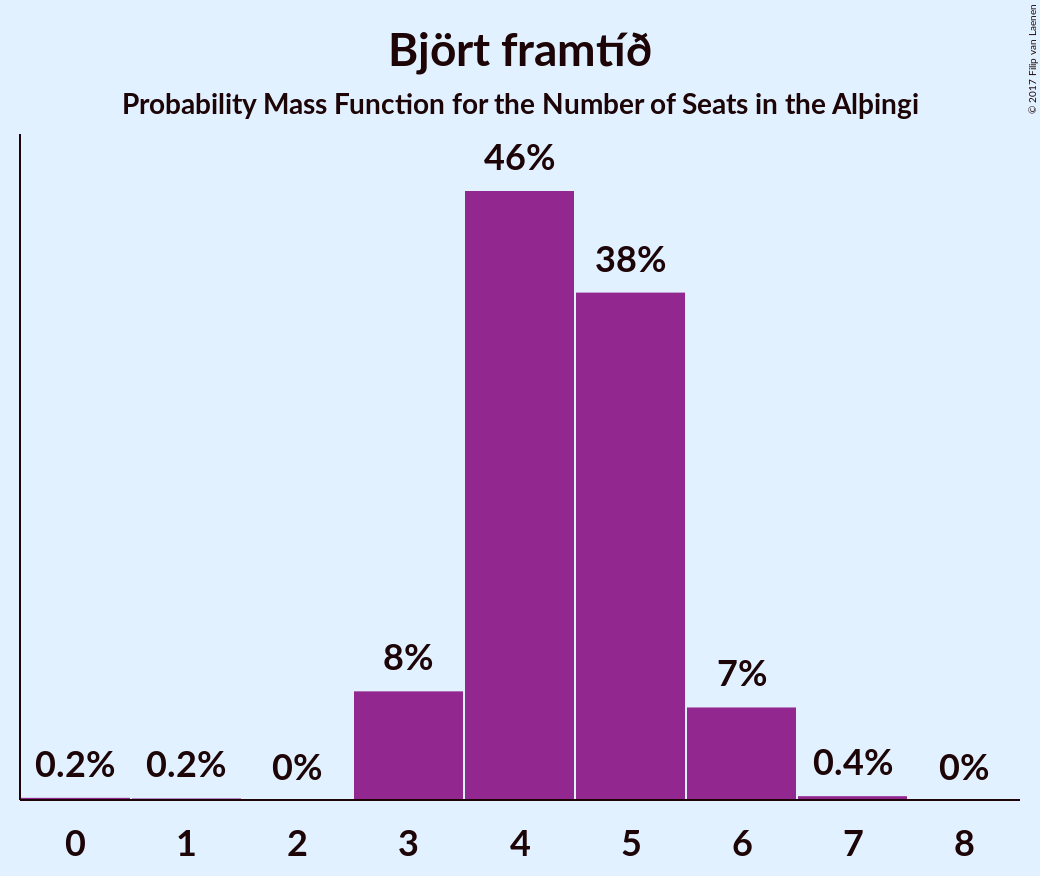 Björt framtíð
Probability Mass Function for the Number of Seats in the Alþingi
© 2017 Filip van Laenen
46%
38%
8%
7%
0.2%
0.2%
0%
0.4%
0%
0 1 2 3 4 5 6 7 8